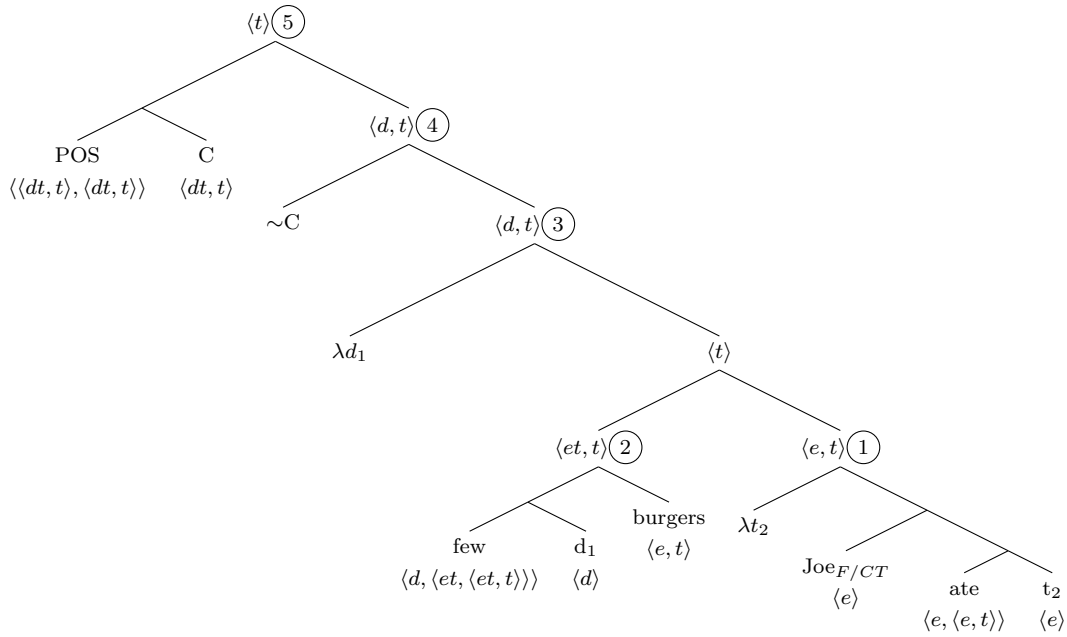 ⟨t⟩ 5
⟨d, t⟩ 4
POS C
⟨⟨dt, t⟩, ⟨dt, t⟩⟩ ⟨dt, t⟩
∼C ⟨d, t⟩ 3
λd₁ ⟨t⟩
⟨et, t⟩ 2 ⟨e, t⟩ 1
burgers λt₂
⟨e, t⟩
few d₁ Joe_{F/CT}
⟨d, ⟨et, ⟨et, t⟩⟩⟩ ⟨d⟩ ⟨e⟩
ate t₂
⟨e, ⟨e, t⟩⟩ ⟨e⟩